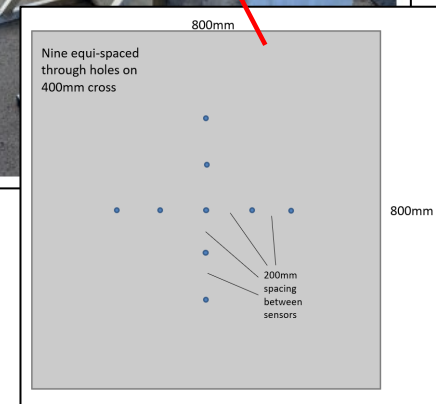 800mm
Nine equi-spaced
through holes on
400mm cross
800mm
200mm
spacing
between
sensors